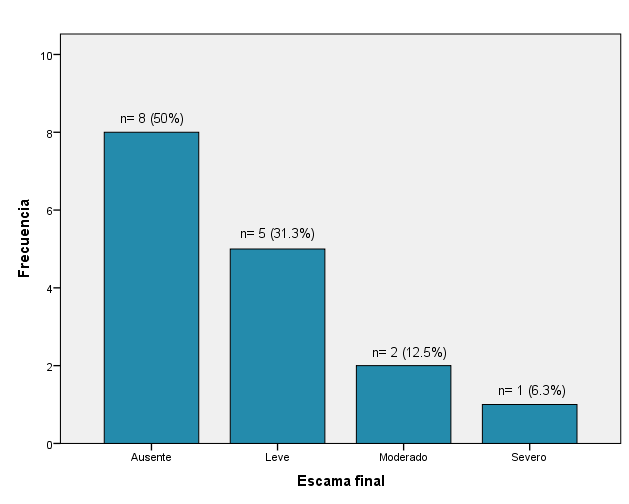 Frecuencia
10
8
6
4
2
0
n= 8 (50%)
n= 5 (31.3%)
n= 2 (12.5%)
n= 1 (6.3%)
Ausente
Leve
Moderado
Severo
Escama final